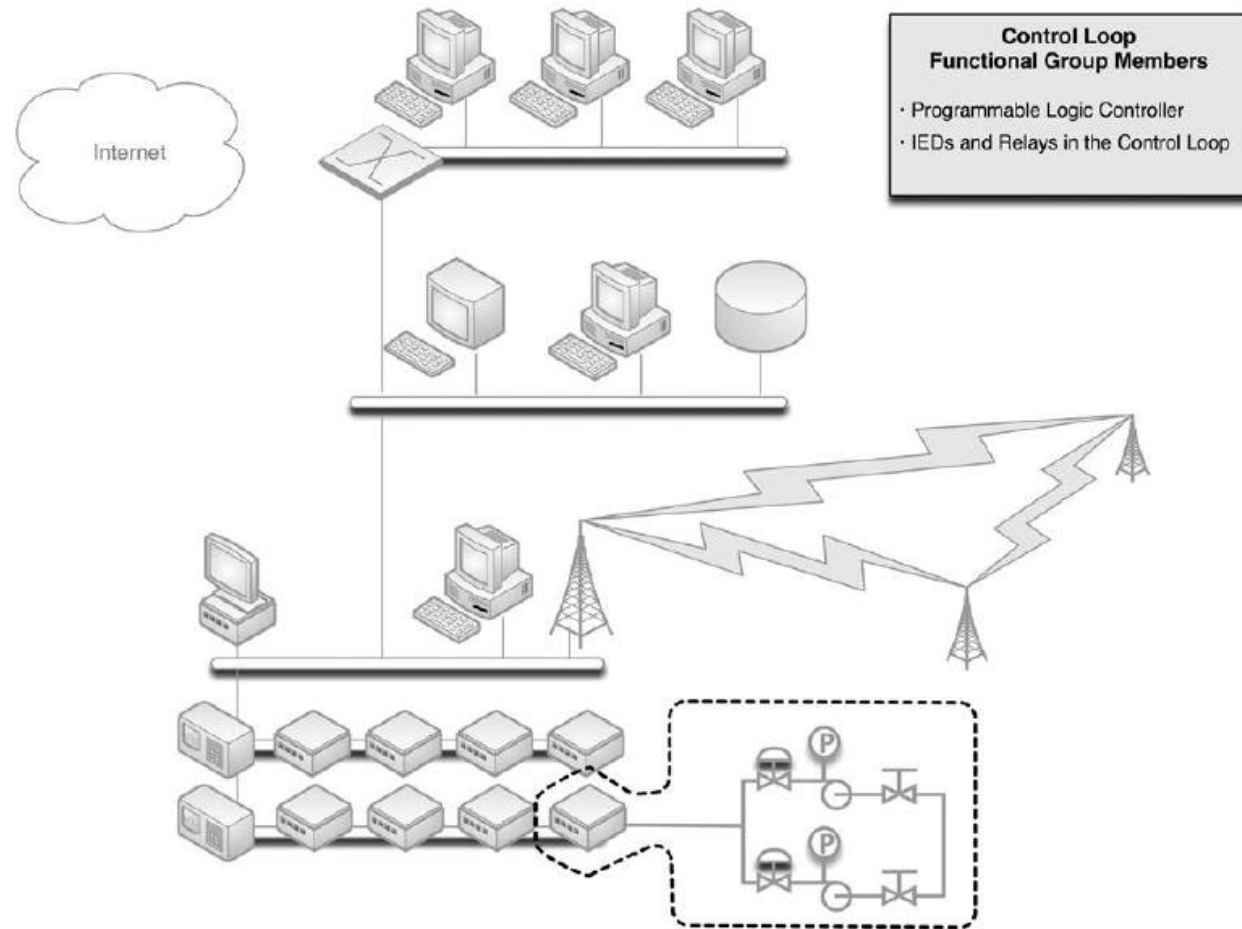 Control Loop
Functional Group Members
· Programmable Logic Controller
· IEDs and Relays in the Control Loop
Internet
P
P